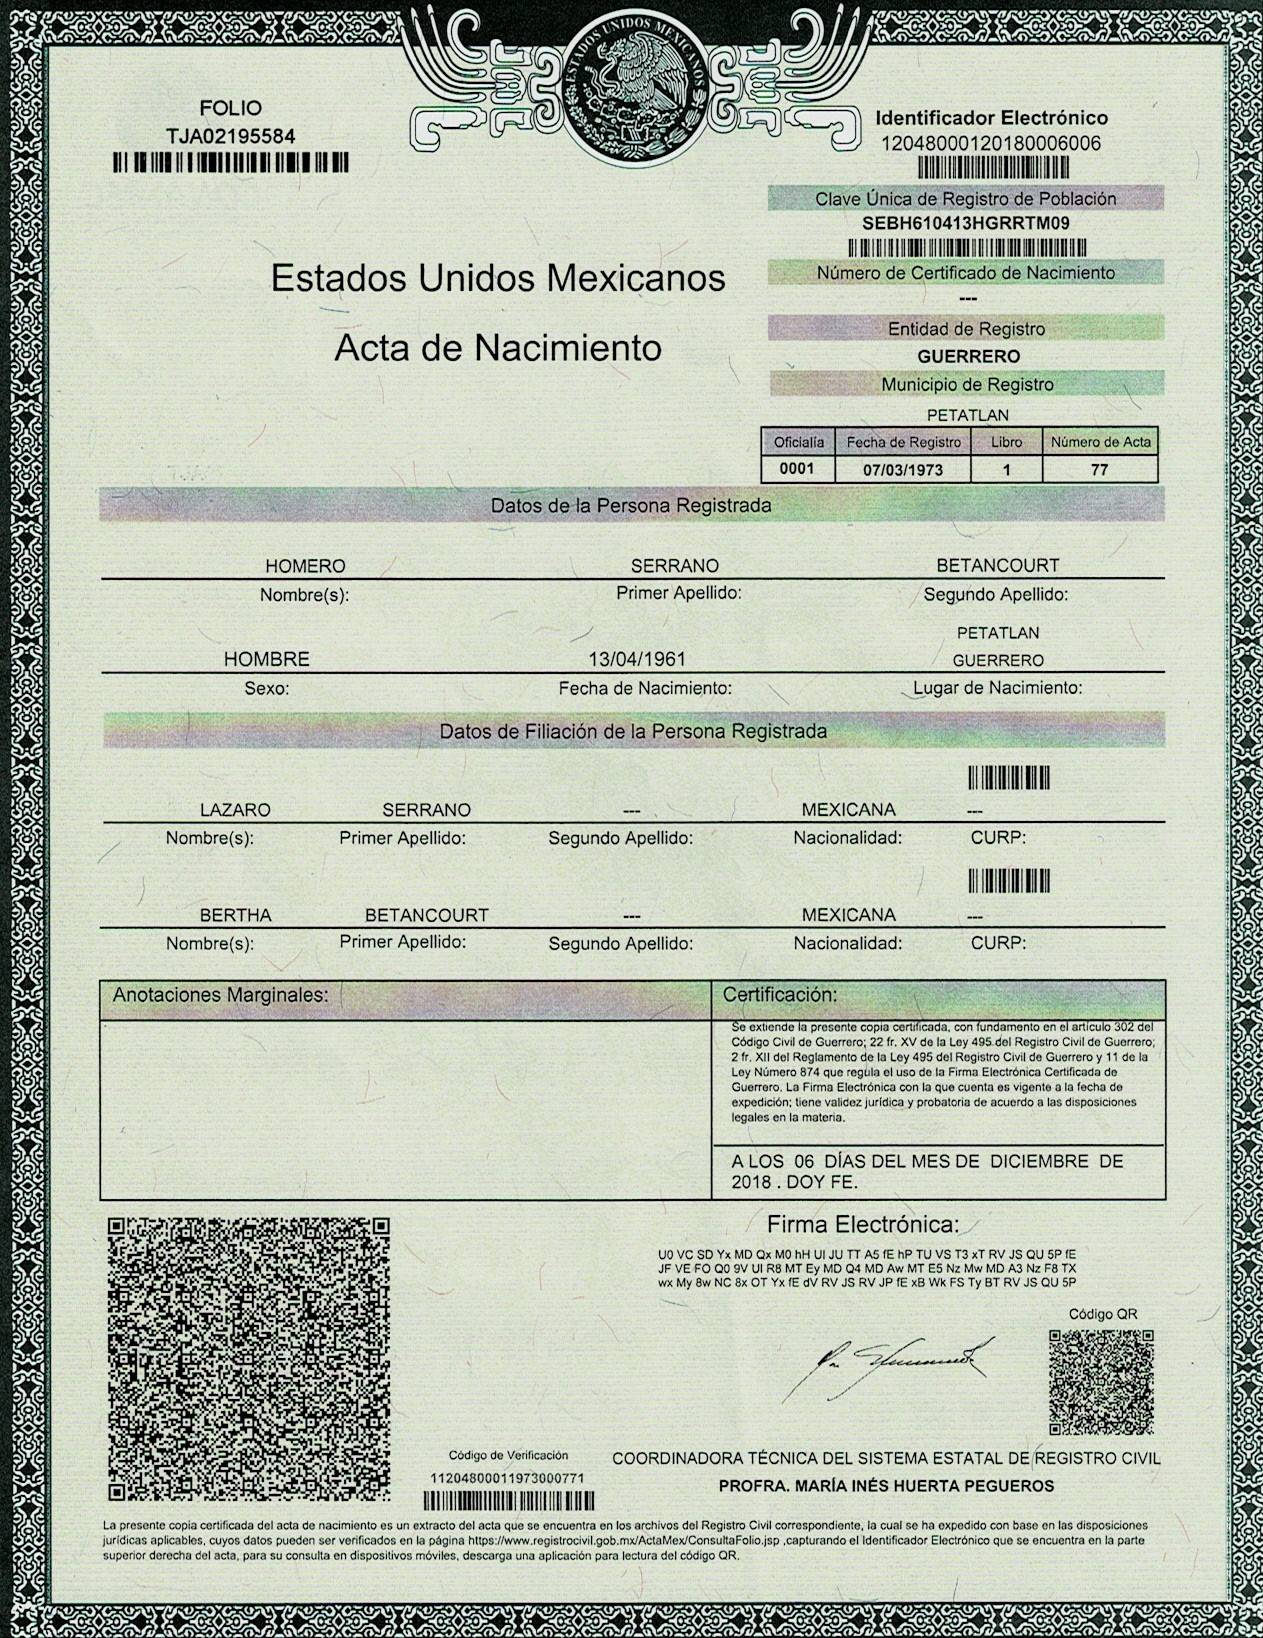 ESTADOS UNIDOS MEXICANOS
FOLIO
TJA02195584
Identificador Electrónico
12048000120180006006
Clave Única de Registro de Población
SEBH610413HGRRTM09
Número de Certificado de Nacimiento
---
Entidad de Registro
GUERRERO
Municipio de Registro
PETATLAN
Estados Unidos Mexicanos
Acta de Nacimiento
Oficialía Fecha de Registro Libro Número de Acta
0001 07/03/1973 1 77
Datos de la Persona Registrada
HOMERO SERRANO BETANCOURT
Nombre(s): Primer Apellido: Segundo Apellido:
PETATLAN
HOMBRE 13/04/1961 GUERRERO
Sexo: Fecha de Nacimiento: Lugar de Nacimiento:
Datos de Filiación de la Persona Registrada
LAZARO SERRANO --- MEXICANA ---
Nombre(s): Primer Apellido: Segundo Apellido: Nacionalidad: CURP:
BERTHA BETANCOURT --- MEXICANA ---
Nombre(s): Primer Apellido: Segundo Apellido: Nacionalidad: CURP:
Anotaciones Marginales:
Certificación:
Se extiende la presente copia certificada, con fundamento en el artículo 302 del
Código Civil de Guerrero; 22 fr. XV de la Ley 495 del Registro Civil de Guerrero;
2 fr. XII del Reglamento de la Ley 495 del Registro Civil de Guerrero y 11 de la
Ley Número 874 que regula el uso de la Firma Electrónica Certificada de
Guerrero. La Firma Electrónica con la que cuenta es vigente a la fecha de
expedición; tiene validez jurídica y probatoria de acuerdo a las disposiciones
legales en la materia.
A LOS 06 DÍAS DEL MES DE DICIEMBRE DE
2018 . DOY FE.
Firma Electrónica:
U0 VC SD Yx MD Qx M0 hH UI JU TT A5 fE hP TU VS T3 xT RV JS QU 5P fE
JF VE FO Q0 9V UI R8 MT Ey MD Q4 MD Aw MT E5 Nz Mw MD A3 Nz F8 TX
wx My 8w NC 8x OT Yx fE dV RV JS RV JP fE xB Wk FS Ty BT RV JS QU 5P
Código QR
Código de Verificación
11204800011973000771
COORDINADORA TÉCNICA DEL SISTEMA ESTATAL DE REGISTRO CIVIL
PROFRA. MARÍA INÉS HUERTA PEGUEROS
La presente copia certificada del acta de nacimiento es un extracto del acta que se encuentra en los archivos del Registro Civil correspondiente, la cual se ha expedido con base en las disposiciones
jurídicas aplicables, cuyos datos pueden ser verificados en la página https://www.registrocivil.gob.mx/ActaMex/ConsultaFolio.jsp ,capturando el Identificador Electrónico que se encuentra en la parte
superior derecha del acta, para su consulta en dispositivos móviles, descarga una aplicación para lectura del código QR.